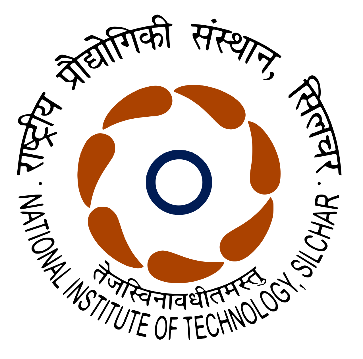 राष्ट्रीय प्रौद्योगिकी संस्थान, सिलचर
तेजस्विनावधीतमस्तु
· NATIONAL INSTITUTE OF TECHNOLOGY, SILCHAR ·